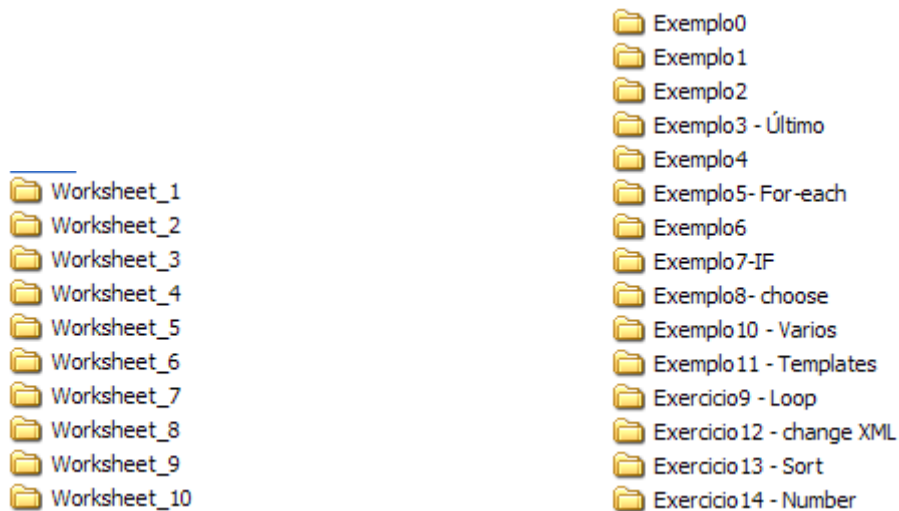 Worksheet_1
Worksheet_2
Worksheet_3
Worksheet_4
Worksheet_5
Worksheet_6
Worksheet_7
Worksheet_8
Worksheet_9
Worksheet_10
Exemplo0
Exemplo1
Exemplo2
Exemplo3 - Último
Exemplo4
Exemplo5- For-each
Exemplo6
Exemplo7-IF
Exemplo8- choose
Exemplo10 - Varios
Exemplo11 - Templates
Exercicio9 - Loop
Exercicio12 - change XML
Exercicio13 - Sort
Exercicio14 - Number